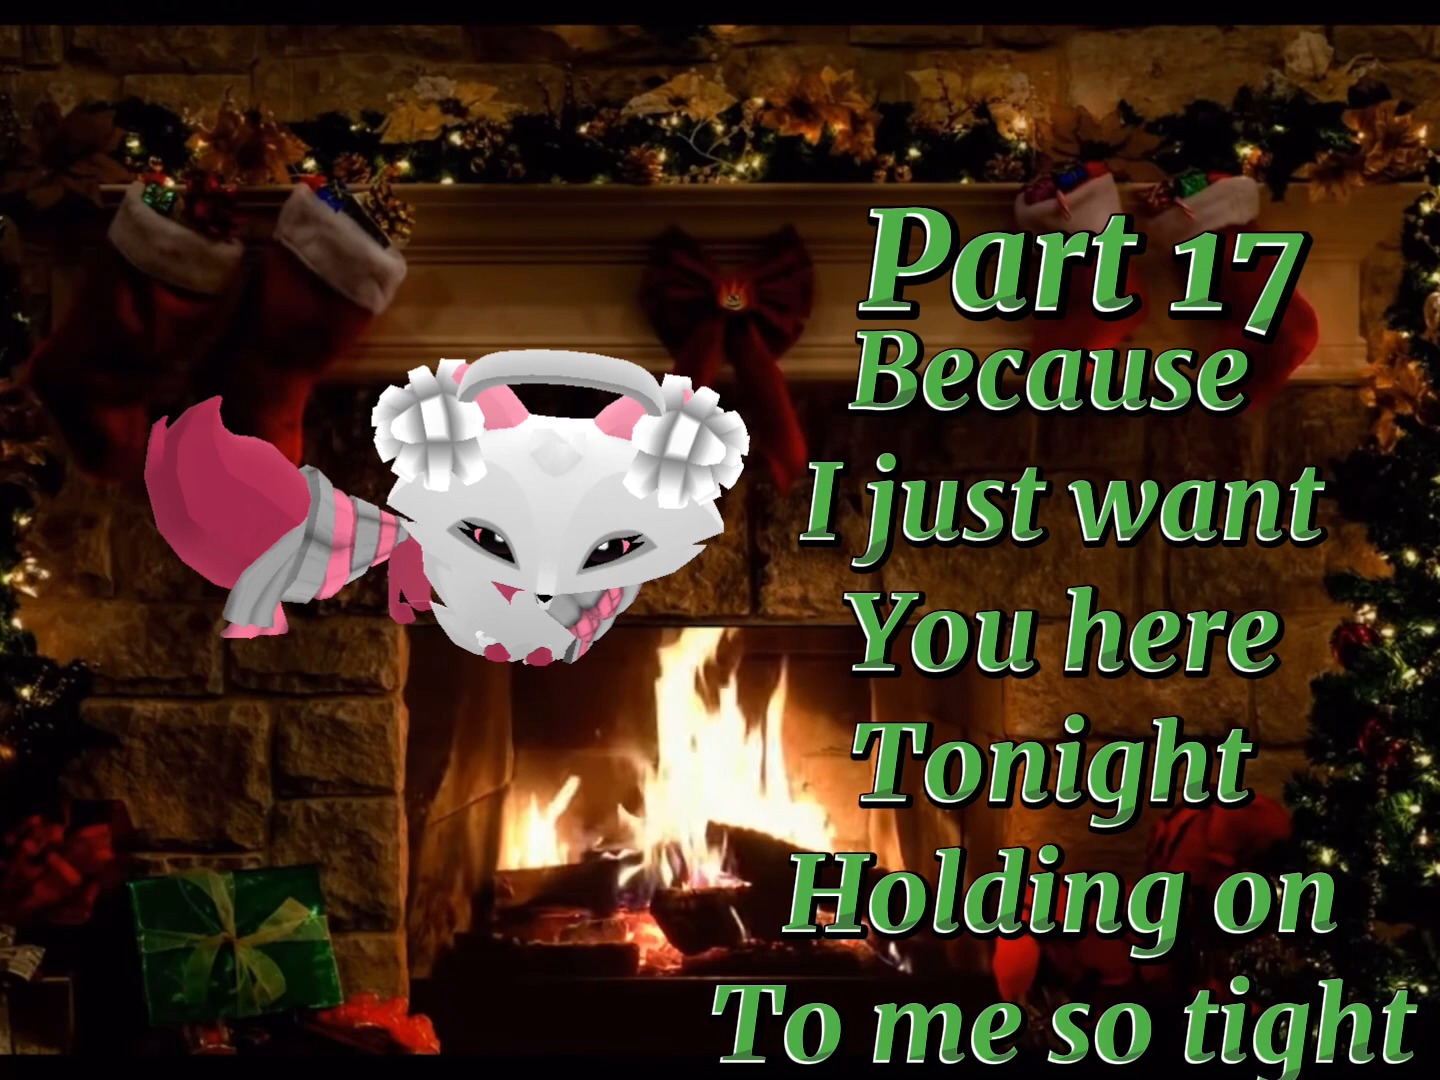 Part 17
Because
I just want
You here
Tonight
Holding on
To me so tight